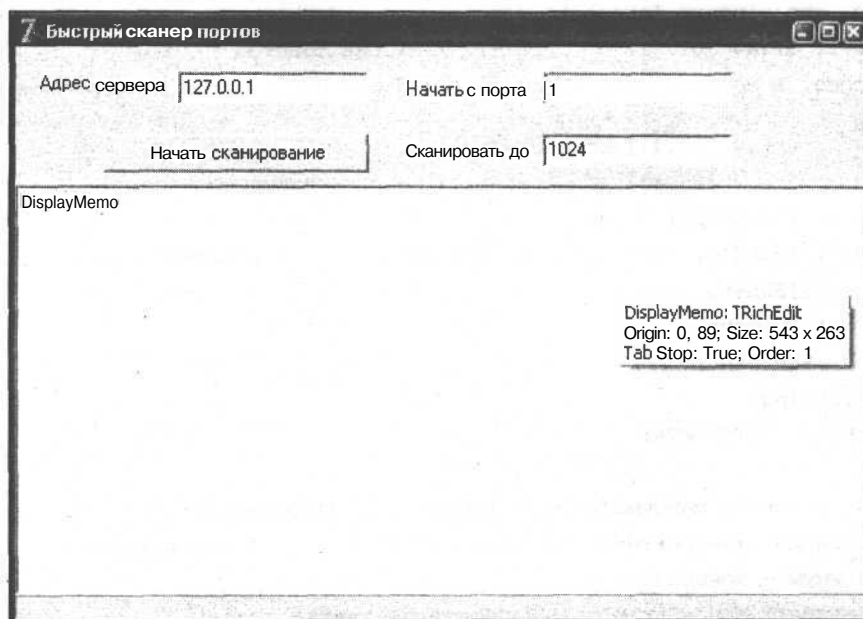 Быстрый сканер портов
Адрес сервера 127.0.0.1 Начать с порта 1
Начать сканирование Сканировать до 1024
DisplayMemo
DisplayMemo: TRichEdit
Origin: 0, 89; Size: 543 x 263
Tab Stop: True; Order: 1